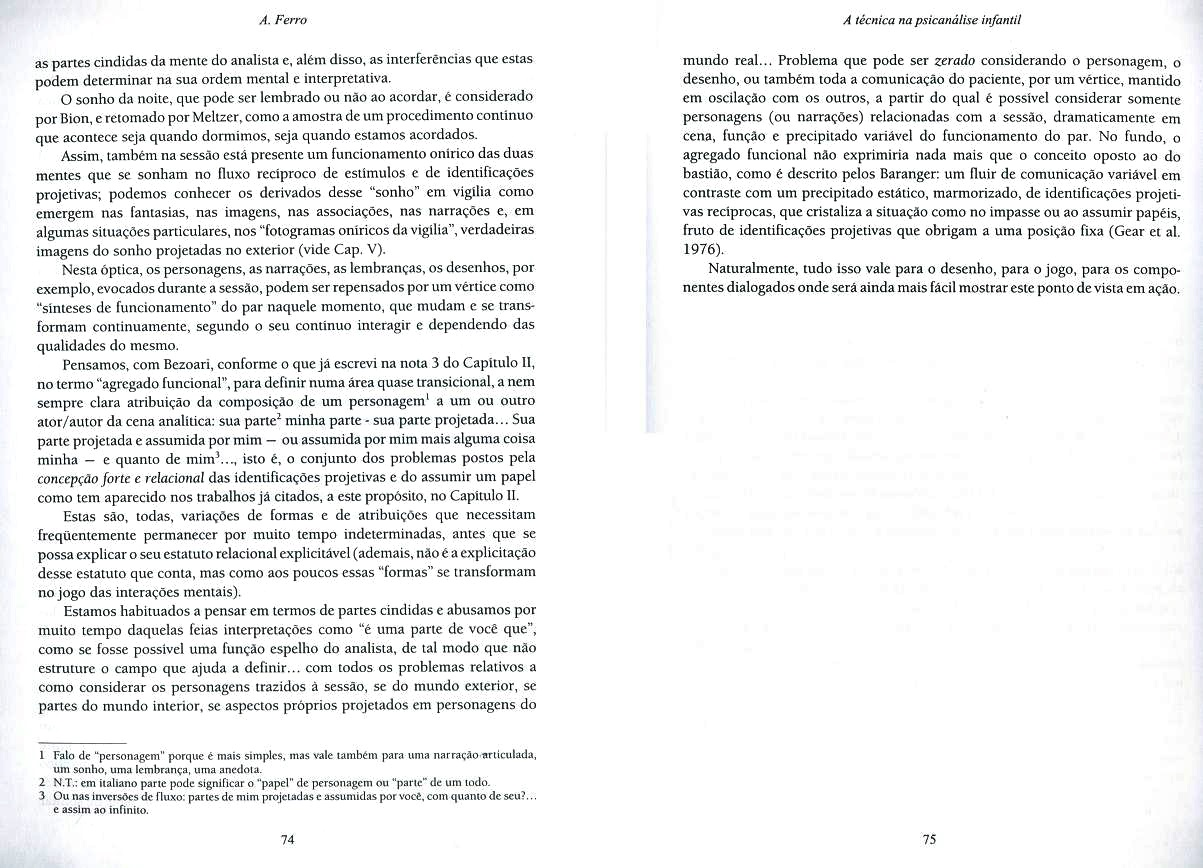 A. Ferro
as partes cindidas da mente do analista e, além disso, as interferências que estas
podem determinar na sua ordem mental e interpretativa.
O sonho da noite, que pode ser lembrado ou não ao acordar, é considerado
por Bion, e retomado por Meltzer, como a amostra de um procedimento contínuo
que acontece seja quando dormimos, seja quando estamos acordados.
Assim, também na sessão está presente um funcionamento onírico das duas
mentes que se sonham no fluxo recíproco de estímulos e de identificações
projetivas; podemos conhecer os derivados desse “sonho” em vigília como
emergem nas fantasias, nas imagens, nas associações, nas narrações e, em
algumas situações particulares, nos “fotogramas oníricos da vigília”, verdadeiras
imagens do sonho projetadas no exterior (vide Cap. V).
Nesta óptica, os personagens, as narrações, as lembranças, os desenhos, por
exemplo, evocados durante a sessão, podem ser repensados por um vértice como
“sínteses de funcionamento” do par naquele momento, que mudam e se trans-
formam continuamente, segundo o seu contínuo interagir e dependendo das
qualidades do mesmo.
Pensamos, com Bezoari, conforme o que já escrevi na nota 3 do Capítulo II,
no termo “agregado funcional”, para definir numa área quase transicional, a nem
sempre clara atribuição da composição de um personagem¹ a um ou outro
ator/autor da cena analítica: sua parte² minha parte - sua parte projetada... Sua
parte projetada e assumida por mim — ou assumida por mim mais alguma coisa
minha — e quanto de mim³..., isto é, o conjunto dos problemas postos pela
concepção forte e relacional das identificações projetivas e do assumir um papel
como tem aparecido nos trabalhos já citados, a este propósito, no Capítulo II.
Estas são, todas, variações de formas e de atribuições que necessitam
freqüentemente permanecer por muito tempo indeterminadas, antes que se
possa explicar o seu estatuto relacional explicitável (ademais, não é a explicitação
desse estatuto que conta, mas como aos poucos essas “formas” se transformam
no jogo das interações mentais).
Estamos habituados a pensar em termos de partes cindidas e abusamos por
muito tempo daquelas feias interpretações como “é uma parte de você que”,
como se fosse possível uma função espelho do analista, de tal modo que não
estruture o campo que ajuda a definir... com todos os problemas relativos a
como considerar os personagens trazidos à sessão, se do mundo exterior, se
partes do mundo interior, se aspectos próprios projetados em personagens do
1 Falo de “personagem” porque é mais simples, mas vale também para uma narração articulada,
um sonho, uma lembrança, uma anedota.
2 N.T.: em italiano parte pode significar o “papel” de personagem ou “parte” de um todo.
3 Ou nas inversões de fluxo: partes de mim projetadas e assumidas por você, com quanto de seu?...
e assim ao infinito.
74
A técnica na psicanálise infantil
mundo real... Problema que pode ser zerado considerando o personagem, o
desenho, ou também toda a comunicação do paciente, por um vértice, mantido
em oscilação com os outros, a partir do qual é possível considerar somente
personagens (ou narrações) relacionadas com a sessão, dramaticamente em
cena, função e precipitado variável do funcionamento do par. No fundo, o
agregado funcional não exprimiria nada mais que o conceito oposto ao do
bastião, como é descrito pelos Baranger: um fluir de comunicação variável em
contraste com um precipitado estático, marmorizado, de identificações projeti-
vas recíprocas, que cristaliza a situação como no impasse ou ao assumir papéis,
fruto de identificações projetivas que obrigam a uma posição fixa (Gear et al.
1976).
Naturalmente, tudo isso vale para o desenho, para o jogo, para os compo-
nentes dialogados onde será ainda mais fácil mostrar este ponto de vista em ação.
75